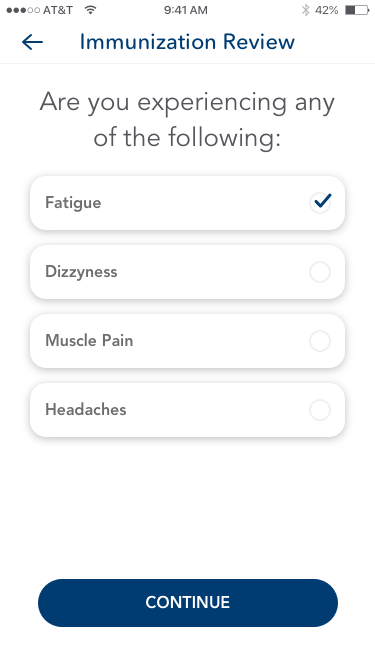 AT&T 9:41 AM 42%
Immunization Review
Are you experiencing any
of the following:
Fatigue
Dizzyness
Muscle Pain
Headaches
CONTINUE